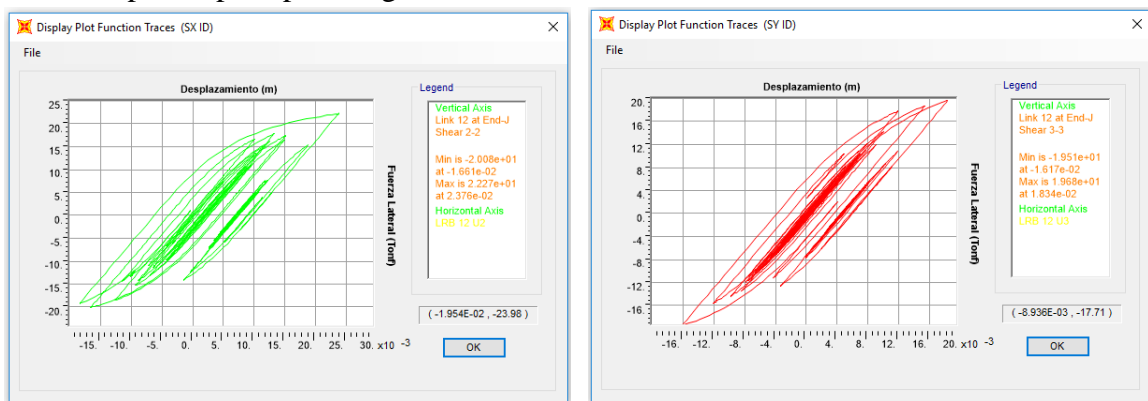 Display Plot Function Traces (SX ID)
File
Desplazamiento (m)
25.
20.
15.
10.
5.
0.
-5.
-10.
-15.
-20.
-15. -10. -5. 0. 5. 10. 15. 20. 25. 30. x10 -3
Fuerza Lateral (Tonf)
Legend
Vertical Axis
Link 12 at End-J
Shear 2-2
Min is -2.008e+01
at -1.661e-02
Max is 2.227e+01
at 2.376e-02
Horizontal Axis
LRB 12 U2
( -1.954E-02 , -23.98 )
OK
Display Plot Function Traces (SY ID)
File
Desplazamiento (m)
20.
16.
12.
8.
4.
0.
-4.
-8.
-12.
-16.
-16. -12. -8. -4. 0. 4. 8. 12. 16. 20. x10 -3
Fuerza Lateral (Tonf)
Legend
Vertical Axis
Link 12 at End-J
Shear 3-3
Min is -1.951e+01
at -1.617e-02
Max is 1.968e+01
at 1.834e-02
Horizontal Axis
LRB 12 U3
( -8.936E-03 , -17.71 )
OK